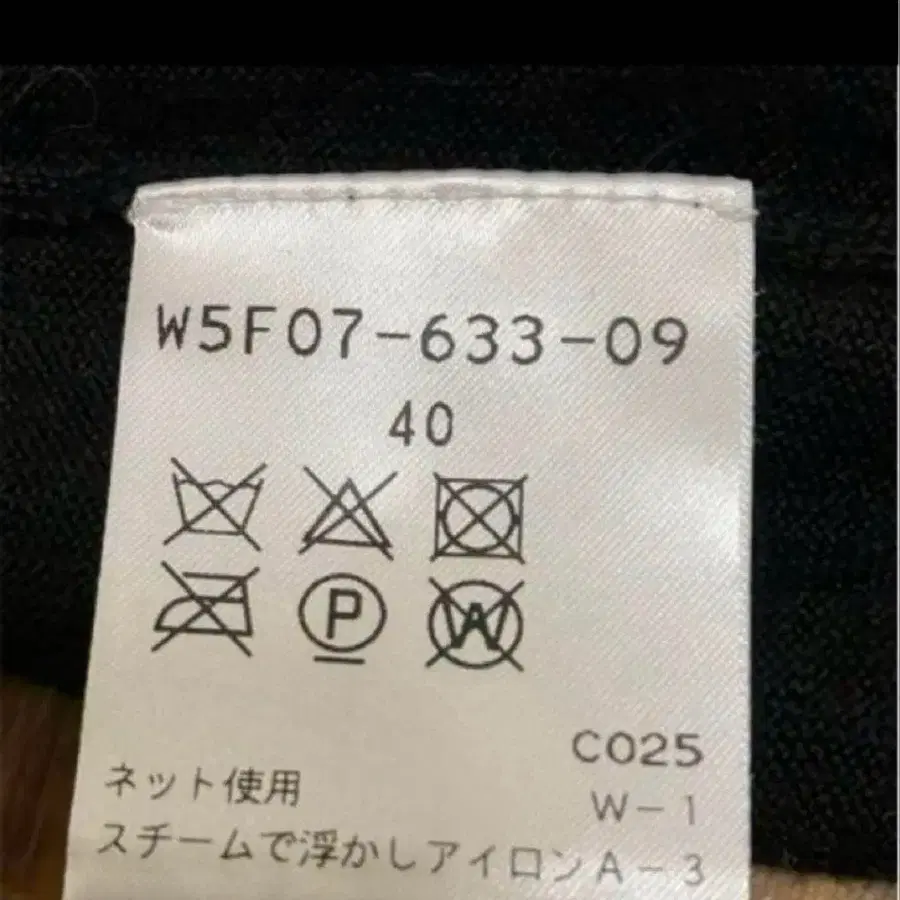 W5F07-633-09
40
P W
C025
ネット使用 W-1
スチームで浮かしアイロン A-3